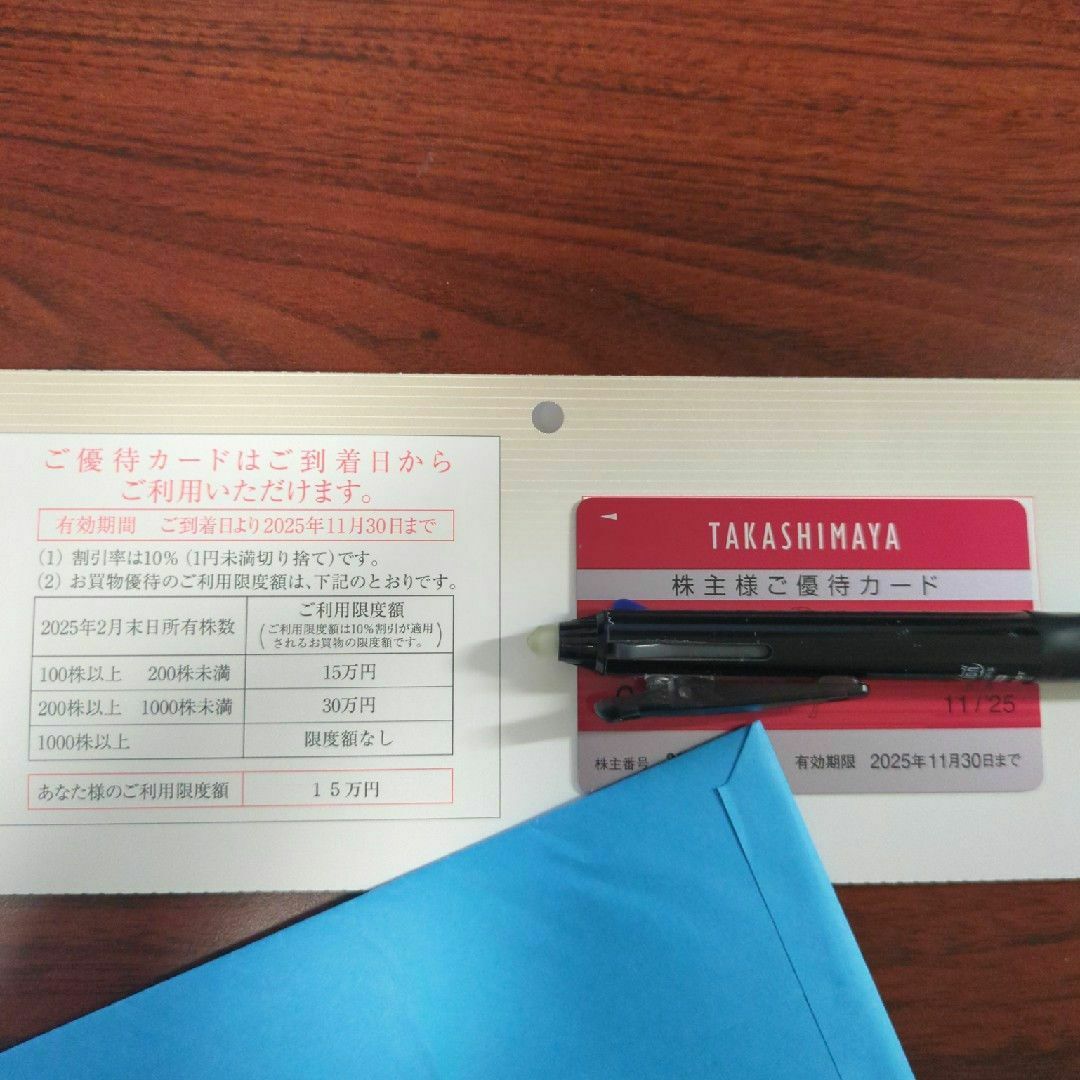 ご優待カードはご到着日から
ご利用いただけます。
有効期間 ご到着日より2025年11月30日まで
(1) 割引率は10% (1円未満切り捨て)です。
(2) お買物優待のご利用限度額は、下記のとおりです。
2025年2月末日所有株数
ご利用限度額
(ご利用限度額は10%割引が適用
されるお買物の限度額です。)
100株以上 200株未満 15万円
200株以上 1000株未満 30万円
1000株以上 限度額なし
あなた様のご利用限度額 15万円
TAKASHIMAYA
株主様ご優待カード
11/'25
株主番号
有効期限 2025年11月30日まで